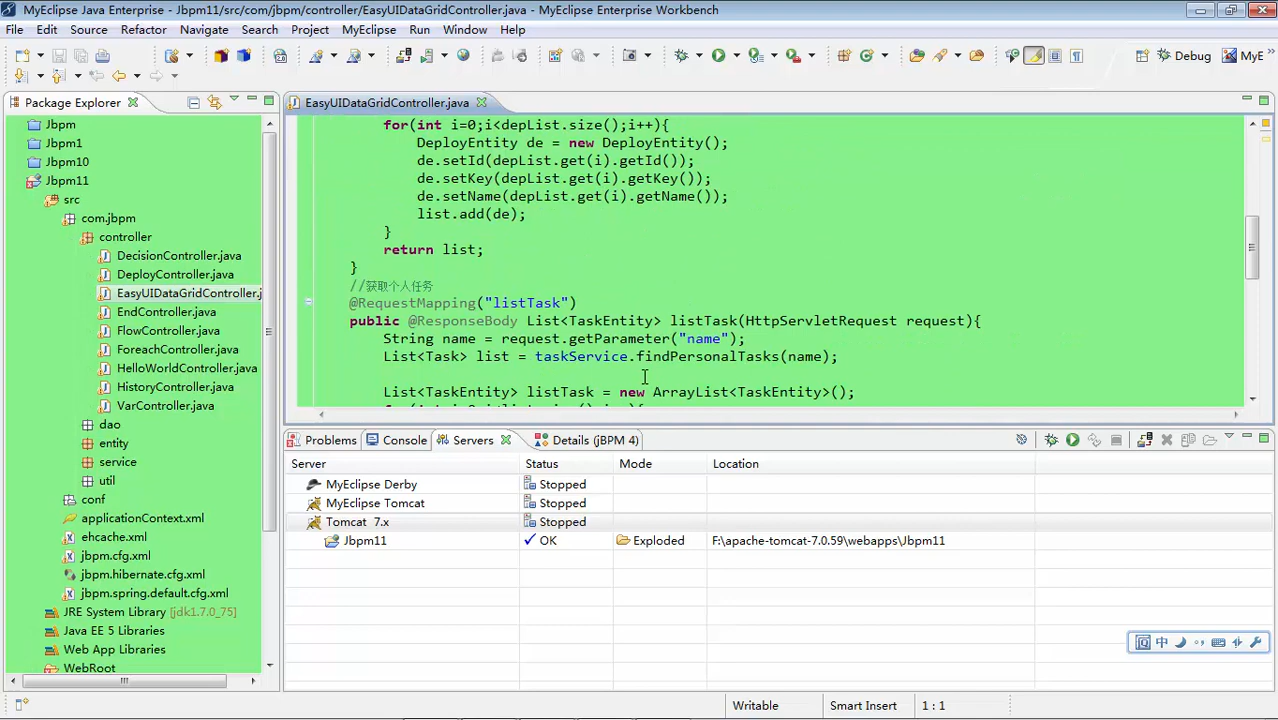 MyEclipse Java Enterprise - Jbpm11/src/com/jbpm/controller/EasyUIDataGridController.java - MyEclipse Enterprise Workbench
File Edit Source Refactor Navigate Search Project MyEclipse Run Window Help
Debug MyE
Package Explorer
Jbpm
Jbpm1
Jbpm10
Jbpm11
src
com.jbpm
controller
DecisionController.java
DeployController.java
EasyUIDataGridController.j
EndController.java
FlowController.java
ForeachController.java
HelloWorldController.java
HistoryController.java
VarController.java
dao
entity
service
util
conf
applicationContext.xml
ehcache.xml
jbpm.cfg.xml
jbpm.hibernate.cfg.xml
jbpm.spring.default.cfg.xml
JRE System Library [jdk1.7.0_75]
Java EE 5 Libraries
Web App Libraries
WebRoot
EasyUIDataGridController.java
for(int i=0;i<depList.size();i++){
DeployEntity de = new DeployEntity();
de.setId(depList.get(i).getId());
de.setKey(depList.get(i).getKey());
de.setName(depList.get(i).getName());
list.add(de);
}
return list;
}
//获取个人任务
@RequestMapping("listTask")
public @ResponseBody List<TaskEntity> listTask(HttpServletRequest request){
String name = request.getParameter("name");
List<Task> list = taskService.findPersonalTasks(name);
List<TaskEntity> listTask = new ArrayList<TaskEntity>();
Problems Console Servers Details (jBPM 4)
Server Status Mode Location
MyEclipse Derby Stopped
MyEclipse Tomcat Stopped
Tomcat 7.x Stopped
Jbpm11 OK Exploded F:\apache-tomcat-7.0.59\webapps\Jbpm11
中
Writable Smart Insert 1 : 1